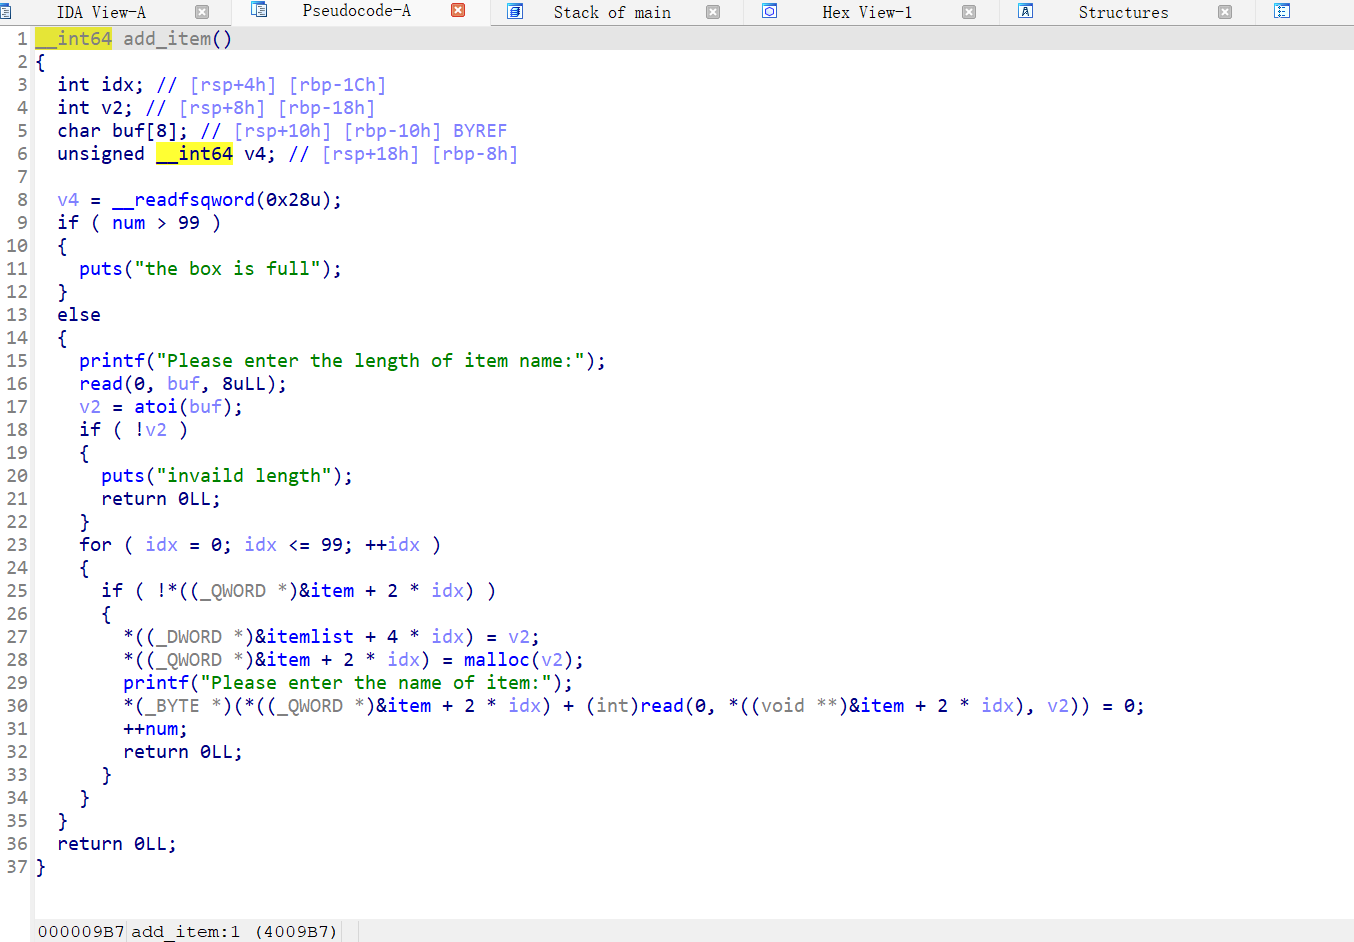 IDA View-A Pseudocode-A Stack of main Hex View-1 Structures
1 __int64 add_item()
2 {
3   int idx; // [rsp+4h] [rbp-1Ch]
4   int v2; // [rsp+8h] [rbp-18h]
5   char buf[8]; // [rsp+10h] [rbp-10h] BYREF
6   unsigned __int64 v4; // [rsp+18h] [rbp-8h]
7
8   v4 = __readfsqword(0x28u);
9   if ( num > 99 )
10   {
11     puts("the box is full");
12   }
13   else
14   {
15     printf("Please enter the length of item name:");
16     read(0, buf, 8uLL);
17     v2 = atoi(buf);
18     if ( !v2 )
19     {
20       puts("invaild length");
21       return 0LL;
22     }
23     for ( idx = 0; idx <= 99; ++idx )
24     {
25       if ( !*((_QWORD *)&item + 2 * idx) )
26       {
27         *((_DWORD *)&itemlist + 4 * idx) = v2;
28         *((_QWORD *)&item + 2 * idx) = malloc(v2);
29         printf("Please enter the name of item:");
30         *(_BYTE *)(*((_QWORD *)&item + 2 * idx) + (int)read(0, *((void **)&item + 2 * idx), v2)) = 0;
31         ++num;
32         return 0LL;
33       }
34     }
35   }
36   return 0LL;
37 }
000009B7 add_item:1 (4009B7)